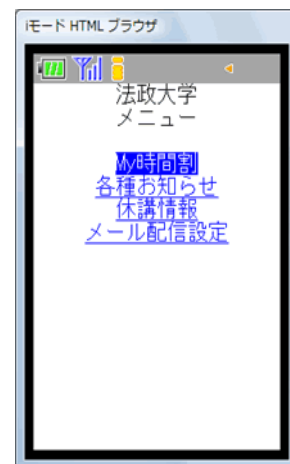 iモード HTML ブラウザ
法政大学
メニュー
My時間割
各種お知らせ
休講情報
メール配信設定